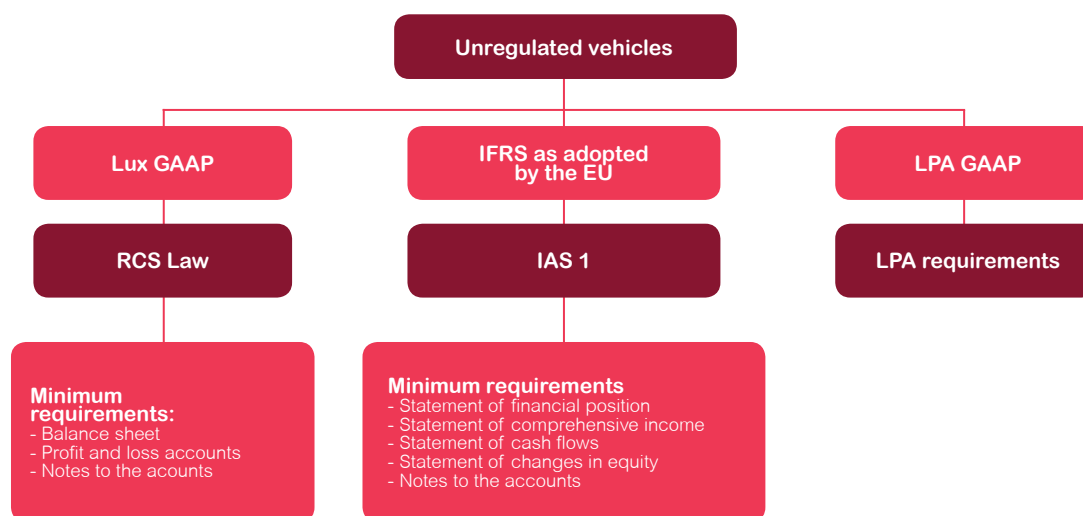 Unregulated vehicles
Lux GAAP
IFRS as adopted
by the EU
LPA GAAP
RCS Law
IAS 1
LPA requirements
Minimum
requirements:
- Balance sheet
- Profit and loss accounts
- Notes to the acounts
Minimum requirements
- Statement of financial position
- Statement of comprehensive income
- Statement of cash flows
- Statement of changes in equity
- Notes to the accounts